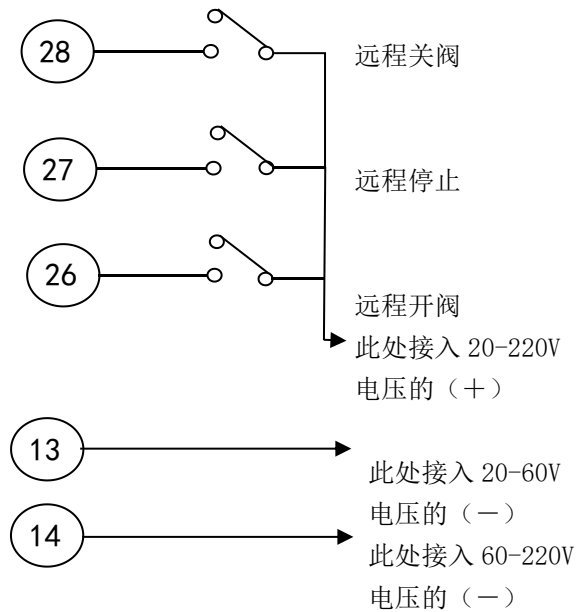 28
远程关阀
27
远程停止
26
远程开阀
此处接入 20-220V
电压的（＋）
13
此处接入 20-60V
电压的（－）
14
此处接入 60-220V
电压的（－）